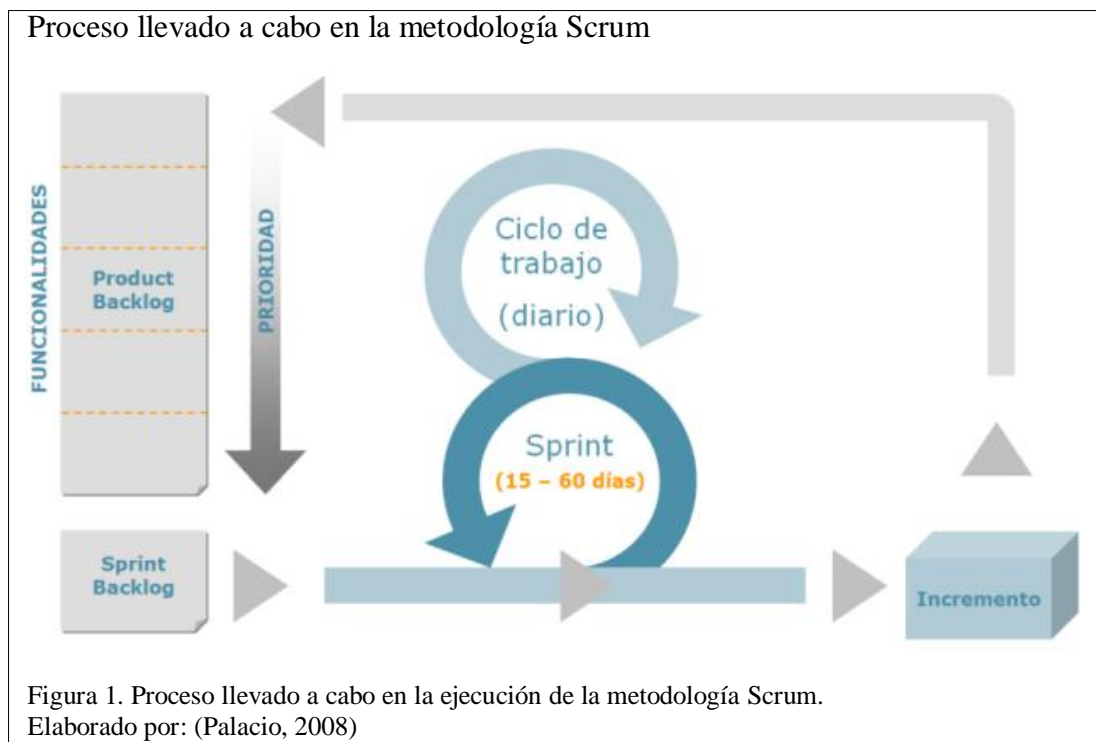 Proceso llevado a cabo en la metodología Scrum
FUNCIONALIDADES
Product
Backlog
PRIORIDAD
Ciclo de
trabajo
(diario)
Sprint
(15 – 60 días)
Sprint
Backlog
Incremento
Figura 1. Proceso llevado a cabo en la ejecución de la metodología Scrum.
Elaborado por: (Palacio, 2008)